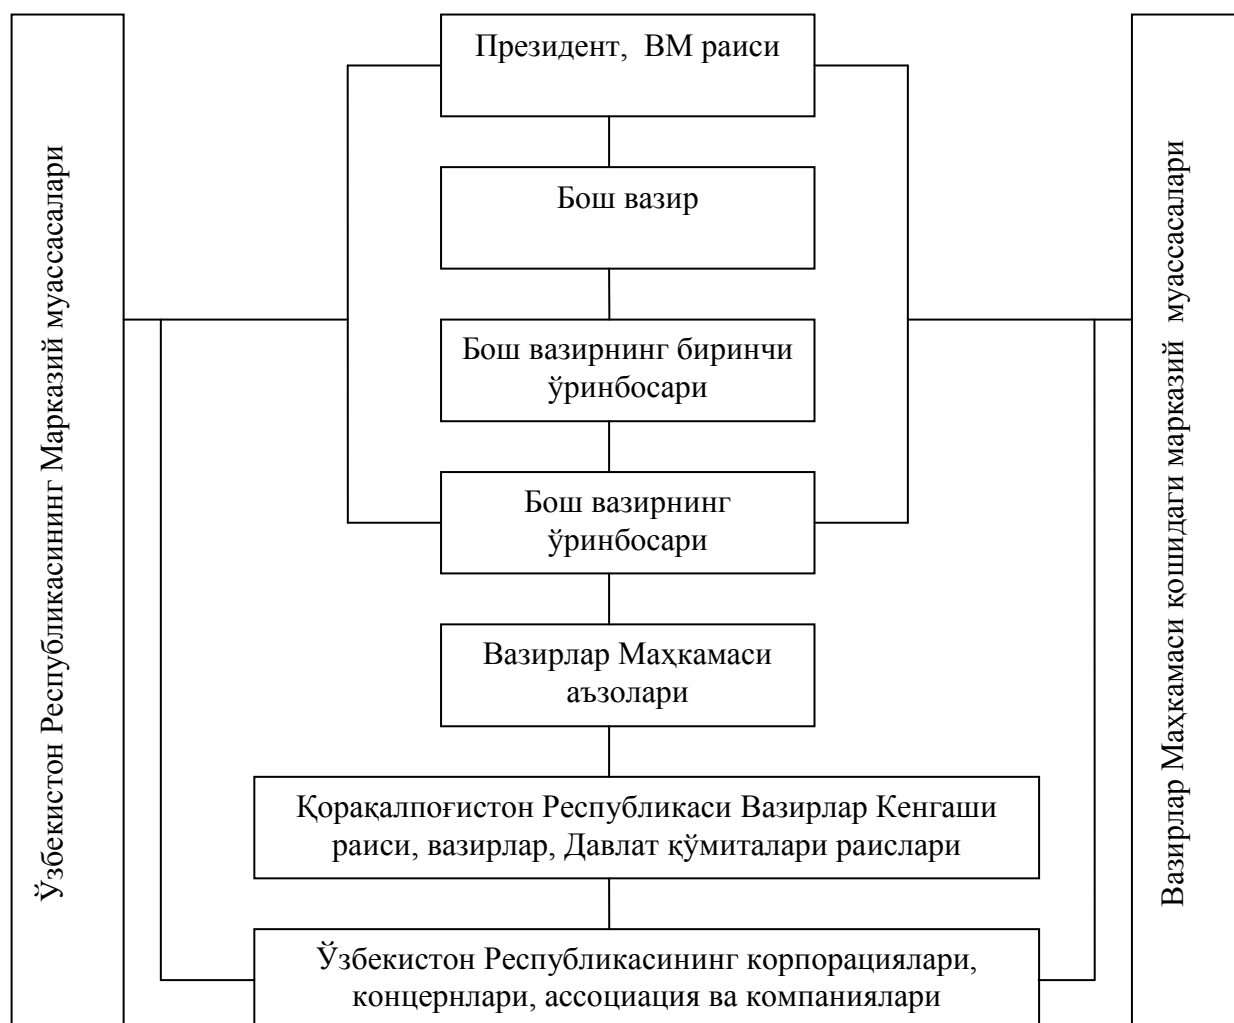 Ўзбекистон Республикасининг Марказий муассасалари
Президент, ВМ раиси
Бош вазир
Бош вазирнинг биринчи
ўринбосари
Бош вазирнинг
ўринбосари
Вазирлар Маҳкамаси
аъзолари
Қорақалпоғистон Республикаси Вазирлар Кенгаши
раиси, вазирлар, Давлат қўмиталари раислари
Ўзбекистон Республикасининг корпорациялари,
концернлари, ассоциация ва компаниялари
Вазирлар Маҳкамаси қошидаги марказий муассасалари